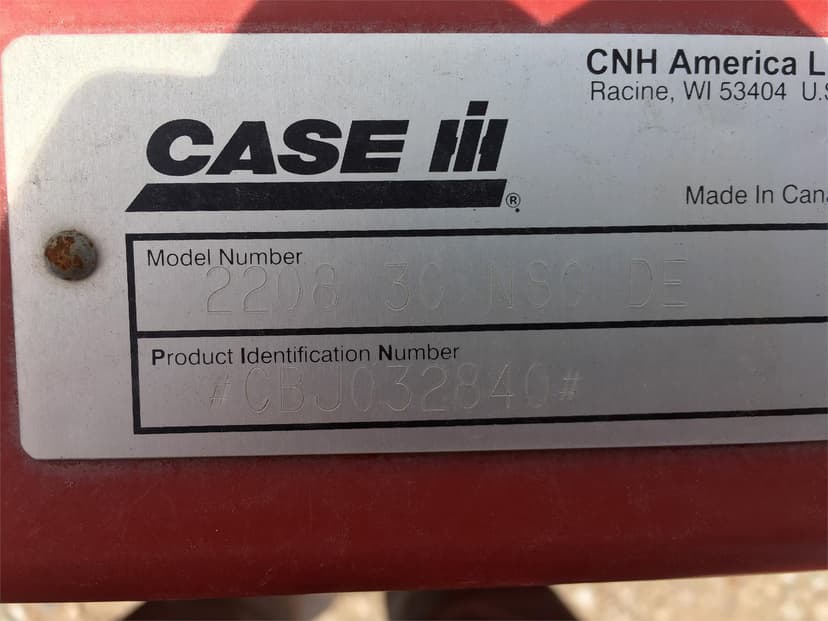 CNH America L
Racine, WI 53404 U.S
CASE IH
®
Made In Cana
Model Number
2208 30 NSC DE
Product Identification Number
#CBJ032840#